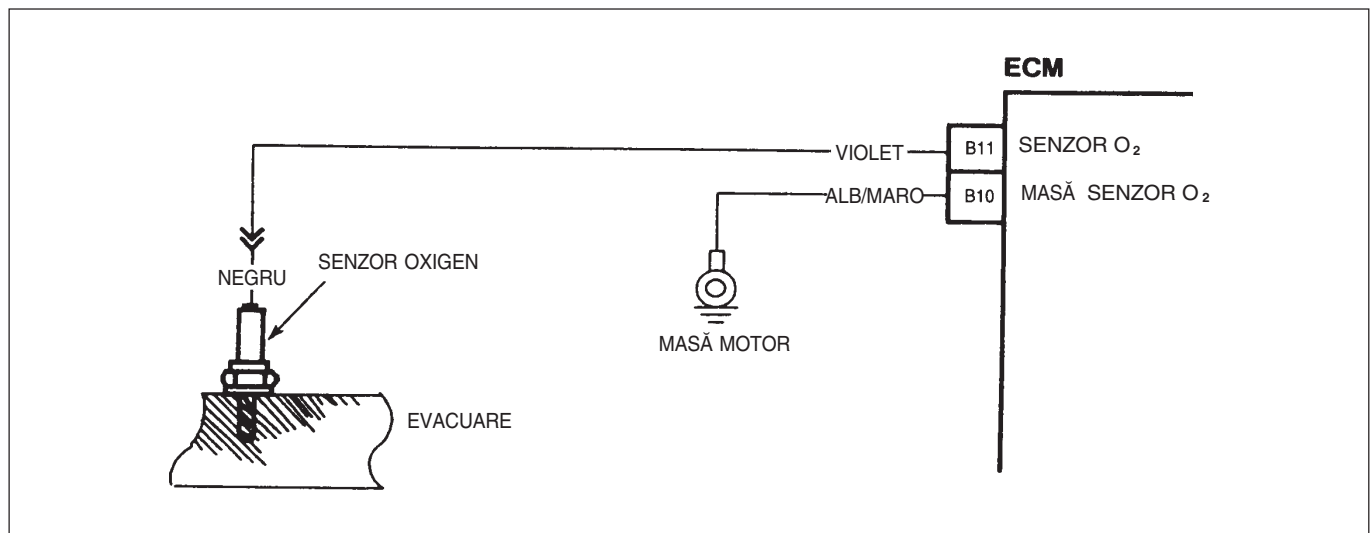 ECM
VIOLET B11 SENZOR O₂
ALB/MARO B10 MASĂ SENZOR O₂
NEGRU SENZOR OXIGEN
MASĂ MOTOR
EVACUARE